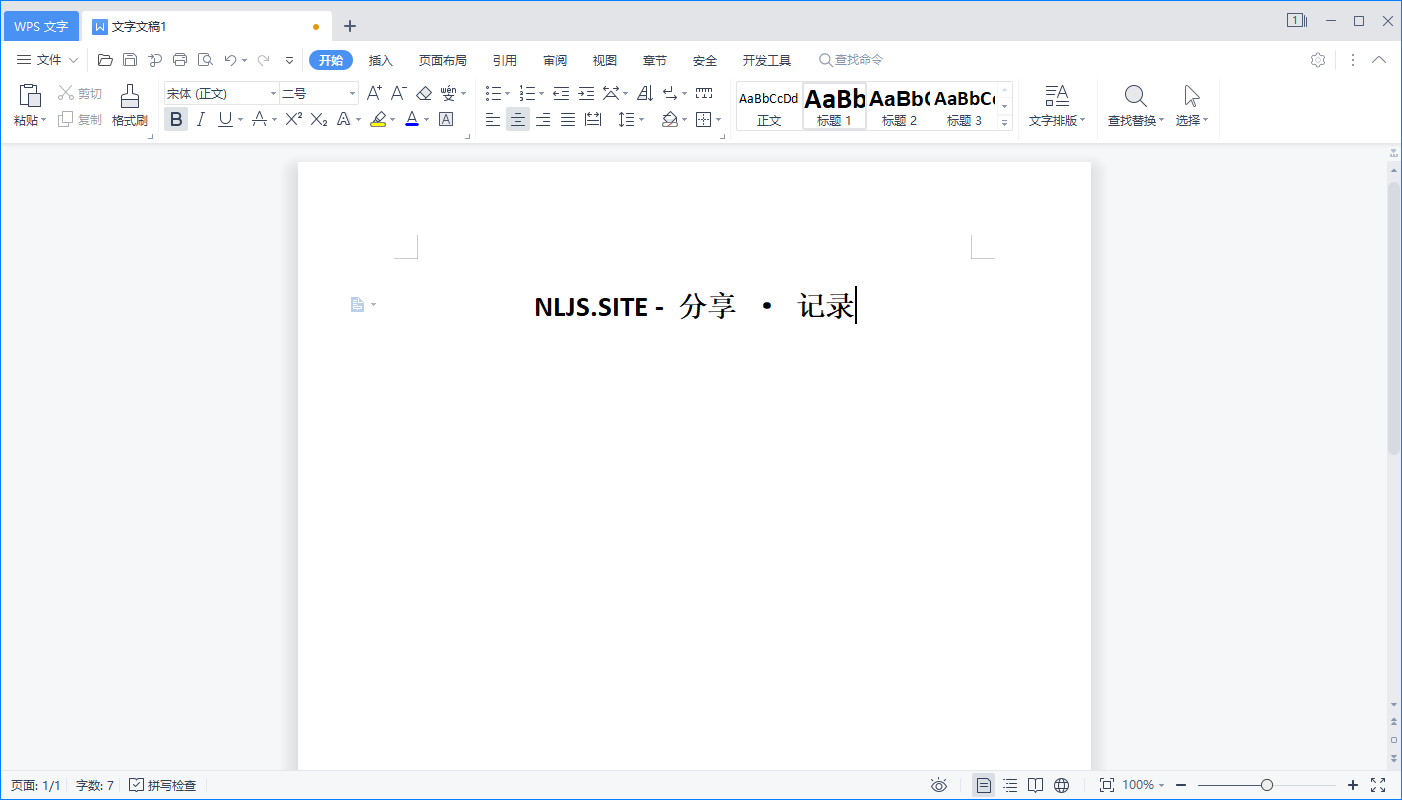 WPS 文字
文字文稿1
1
文件
开始
插入
页面布局
引用
审阅
视图
章节
安全
开发工具
查找命令
粘贴
剪切
复制
格式刷
宋体 (正文)
二号
A+
A-
wén
文
B
I
U
A
X²
X₂
A
A
A
AaBbCcDd
正文
AaBb
标题 1
AaBb(
标题 2
AaBbC(
标题 3
文字排版
查找替换
选择
NLJS.SITE - 分享 • 记录
页面: 1/1
字数: 7
拼写检查
100%